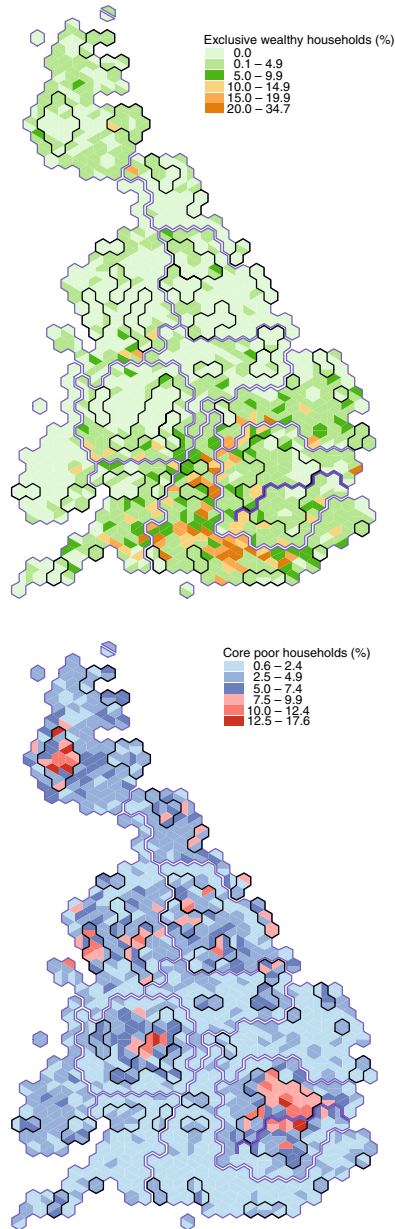 Exclusive wealthy households (%)
0.0
0.1 – 4.9
5.0 – 9.9
10.0 – 14.9
15.0 – 19.9
20.0 – 34.7
Core poor households (%)
0.6 – 2.4
2.5 – 4.9
5.0 – 7.4
7.5 – 9.9
10.0 – 12.4
12.5 – 17.6